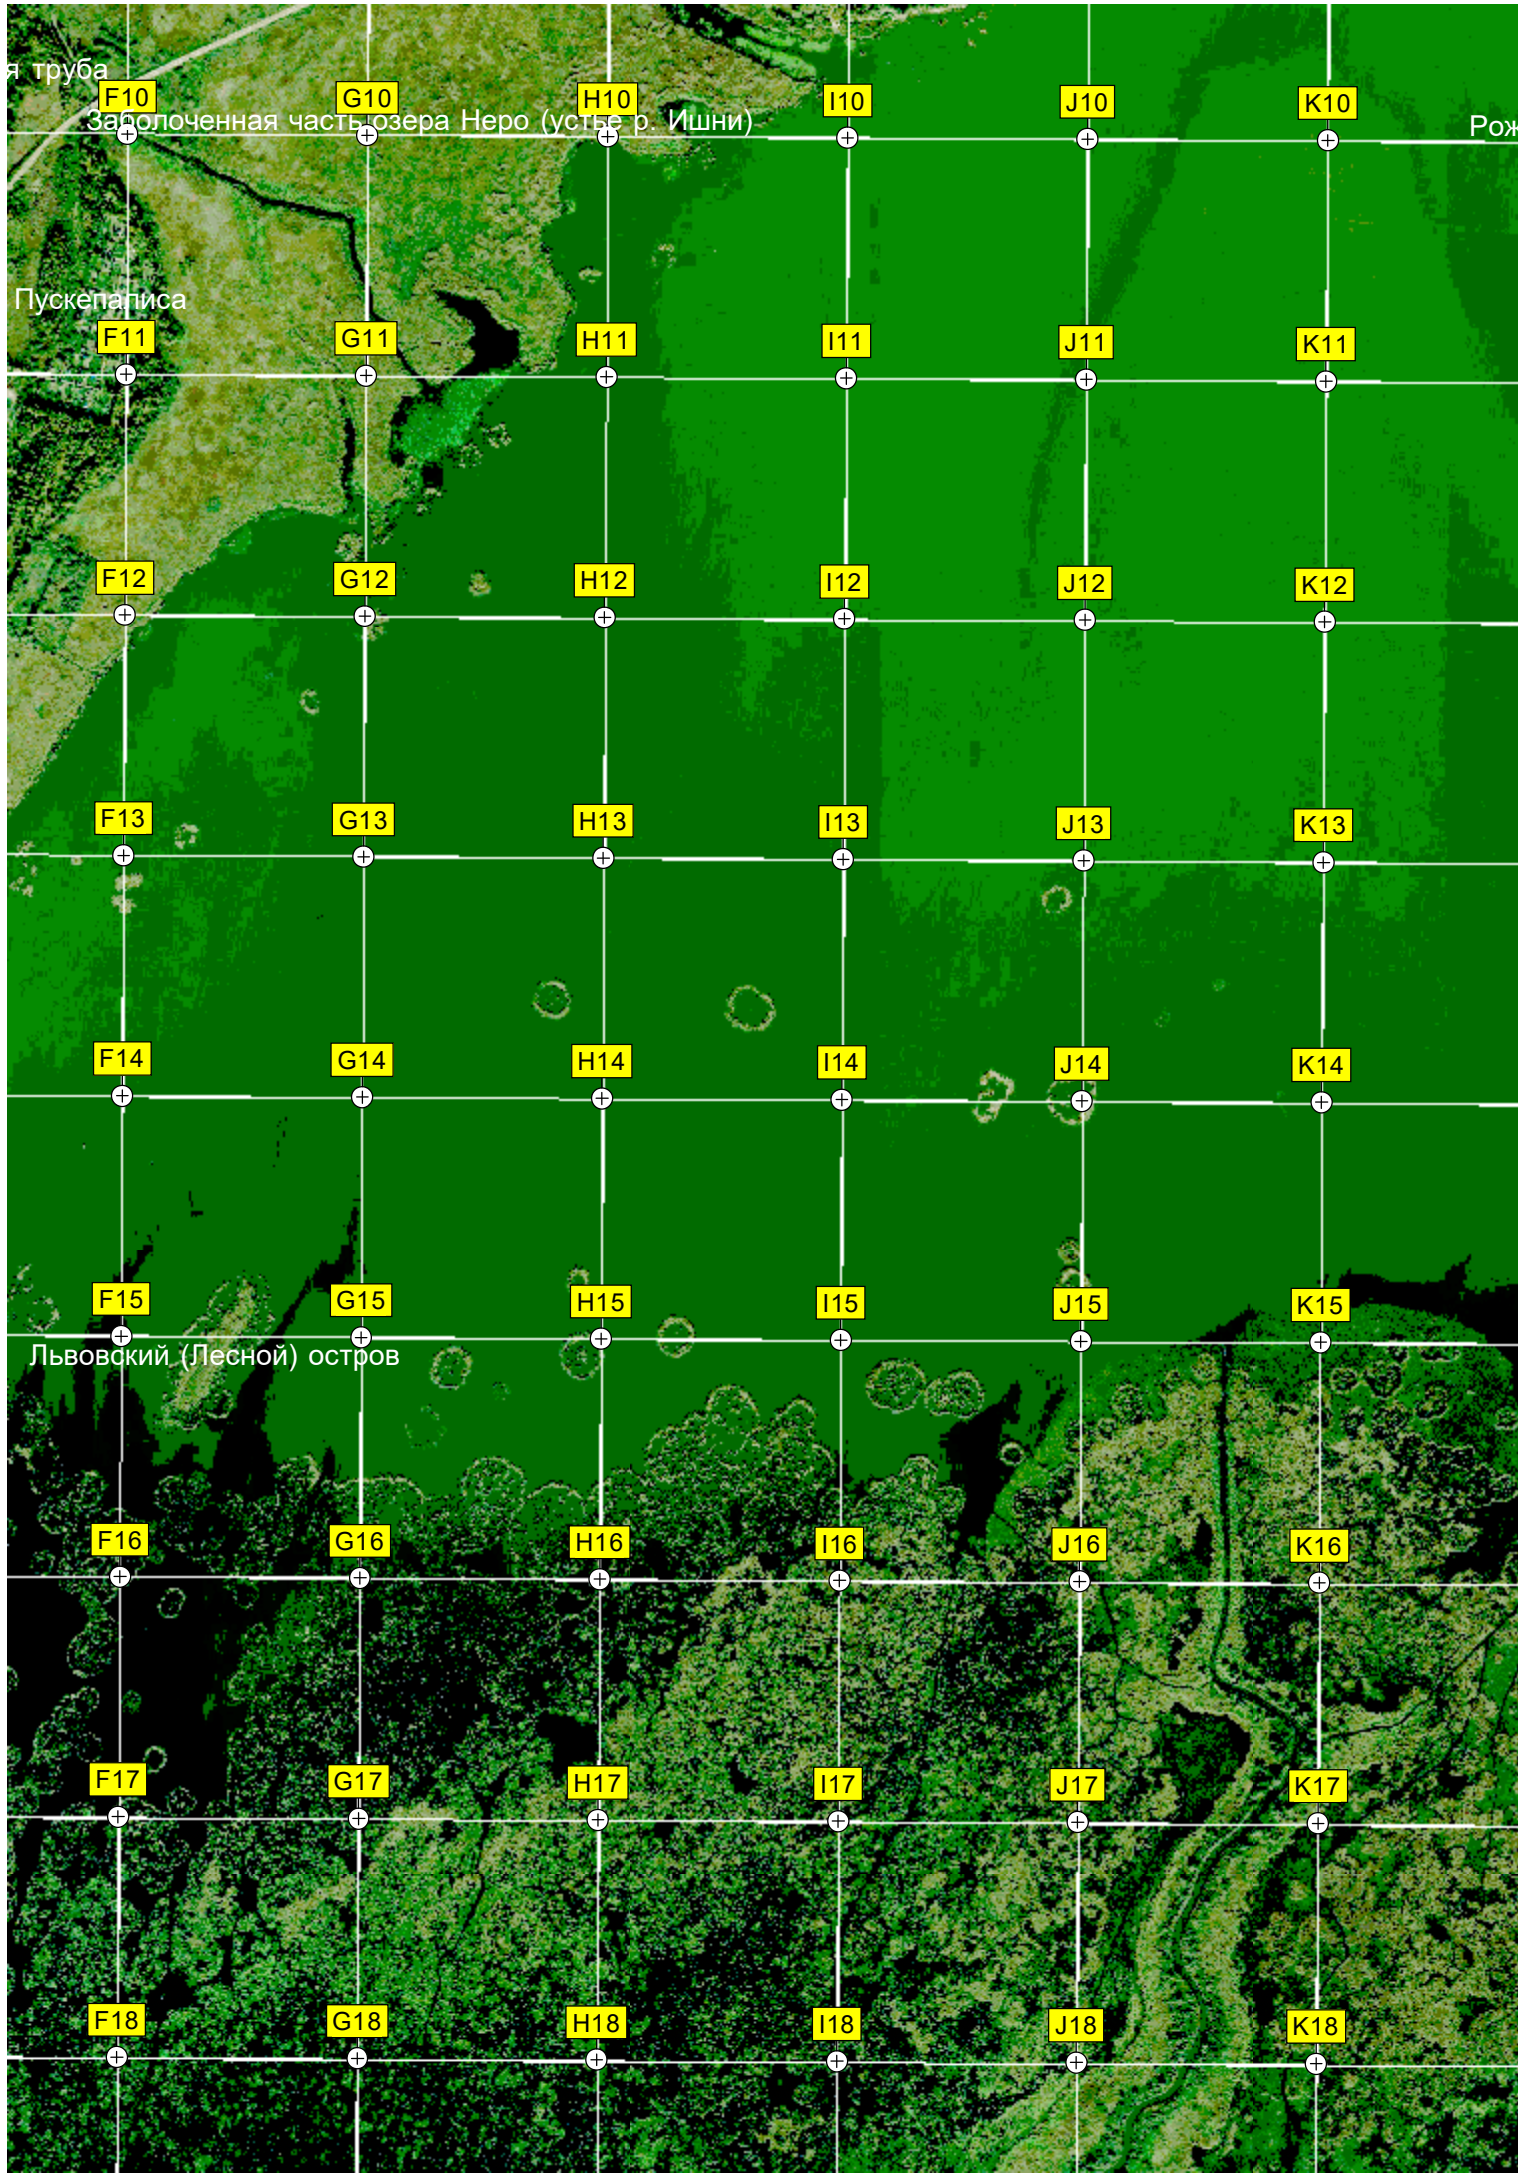 я труба
F10 G10 H10 I10 J10 K10
Заболоченная часть озера Неро (устье р. Ишни)
Рож
Пускепалиса
F11 G11 H11 I11 J11 K11
F12 G12 H12 I12 J12 K12
F13 G13 H13 I13 J13 K13
F14 G14 H14 I14 J14 K14
F15 G15 H15 I15 J15 K15
Львовский (Лесной) остров
F16 G16 H16 I16 J16 K16
F17 G17 H17 I17 J17 K17
F18 G18 H18 I18 J18 K18